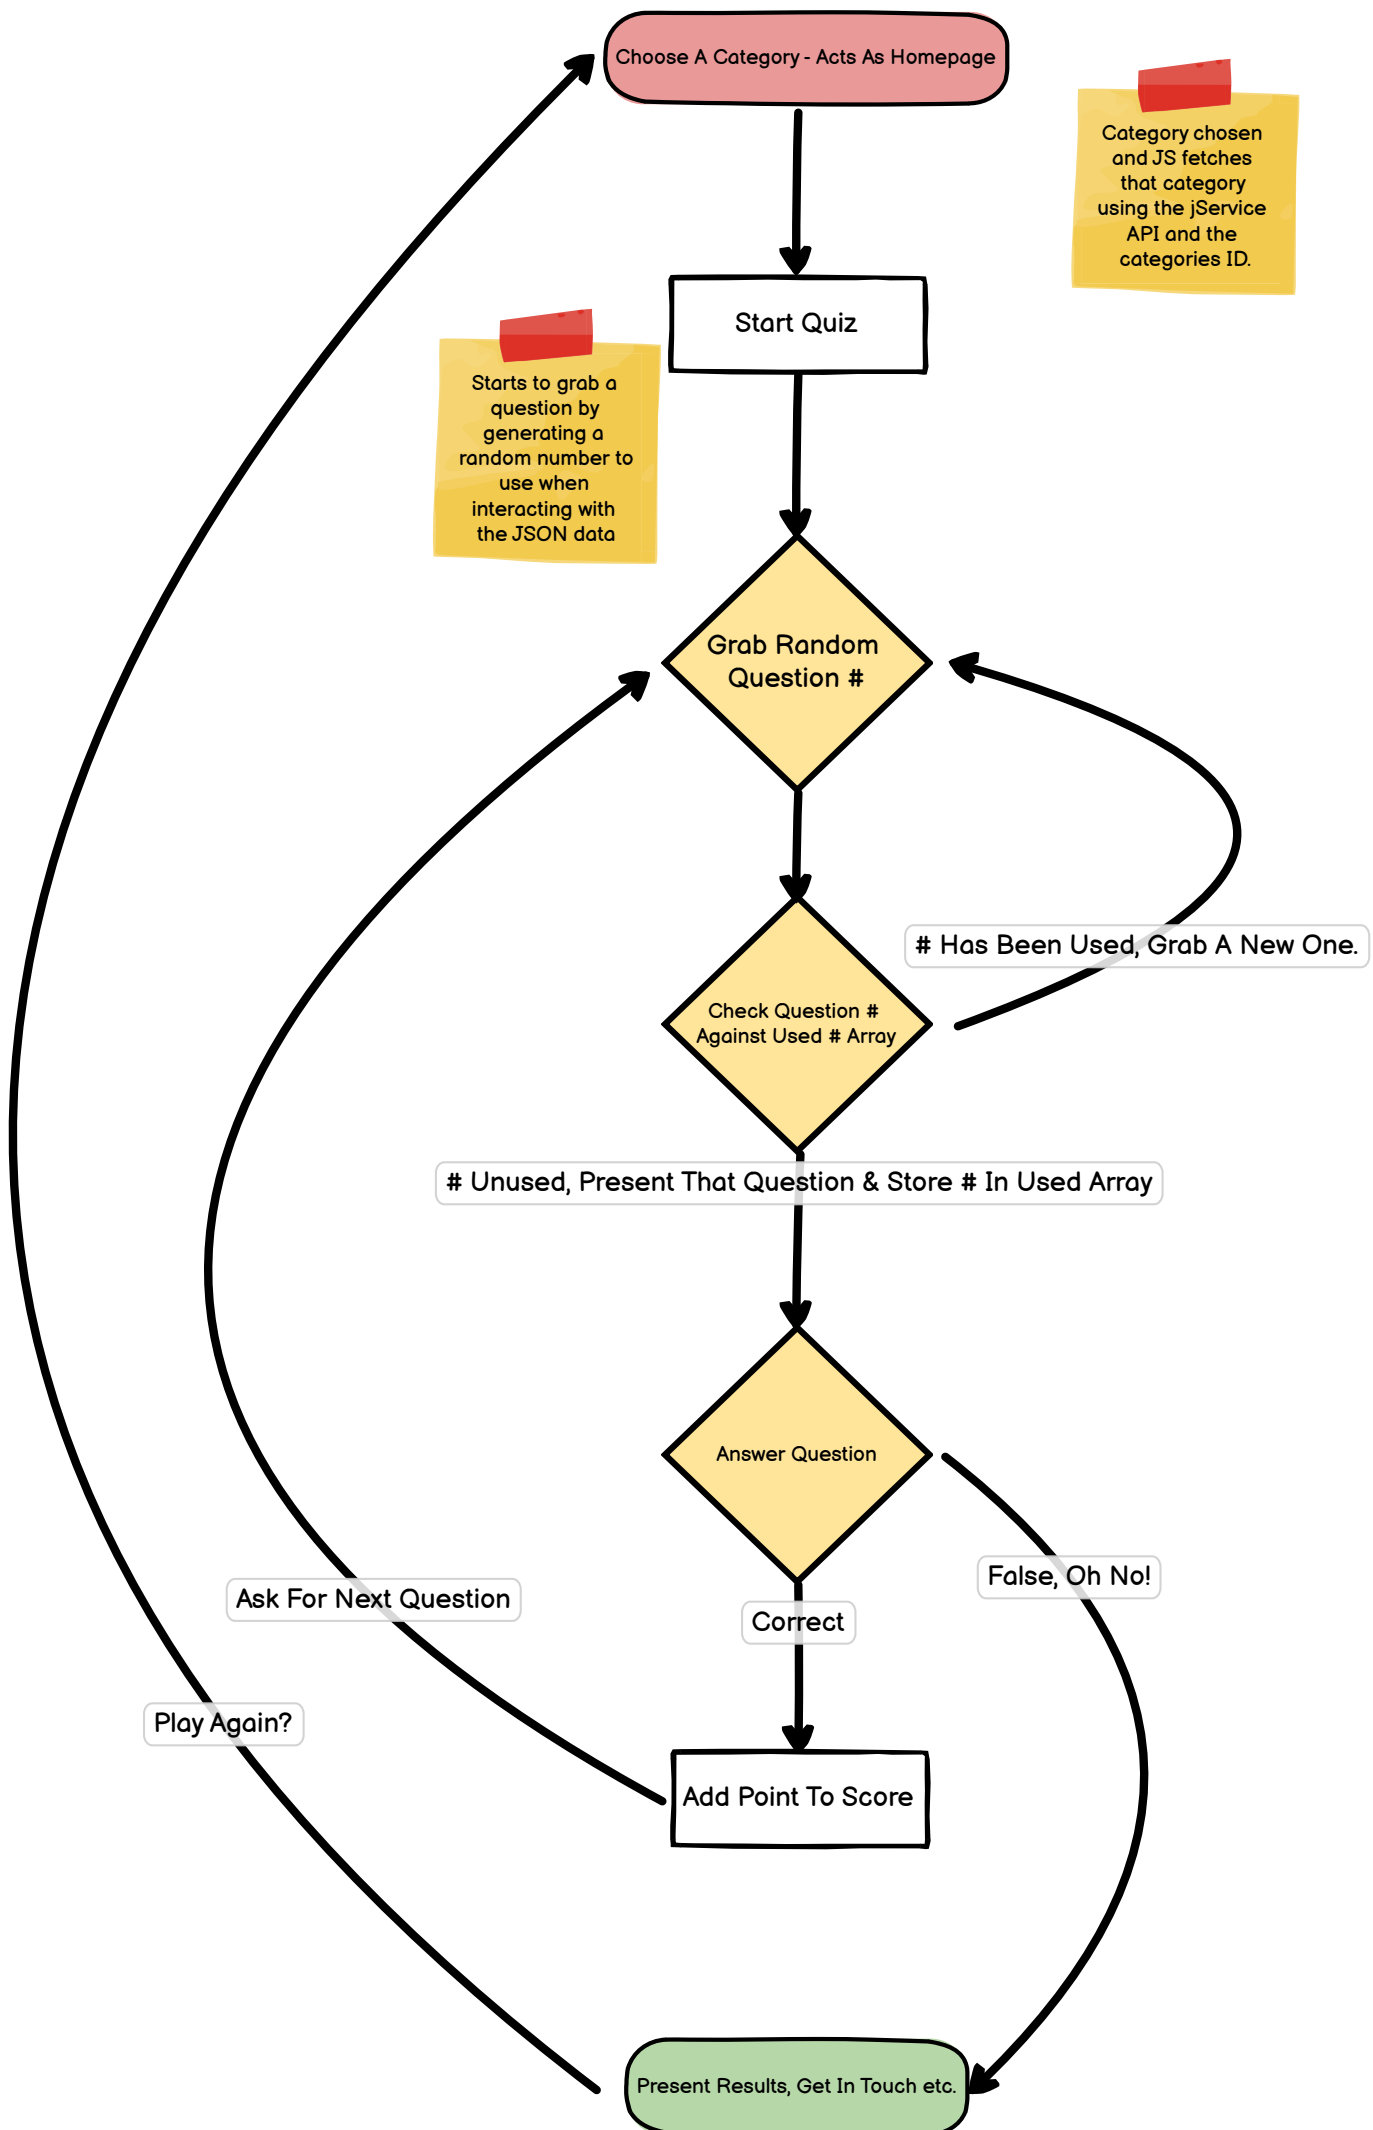 Choose A Category - Acts As Homepage
Category chosen
and JS fetches
that category
using the jService
API and the
categories ID.
Start Quiz
Starts to grab a
question by
generating a
random number to
use when
interacting with
the JSON data
Grab Random
Question #
# Has Been Used, Grab A New One.
Check Question #
Against Used # Array
# Unused, Present That Question & Store # In Used Array
Answer Question
False, Oh No!
Ask For Next Question
Correct
Play Again?
Add Point To Score
Present Results, Get In Touch etc.